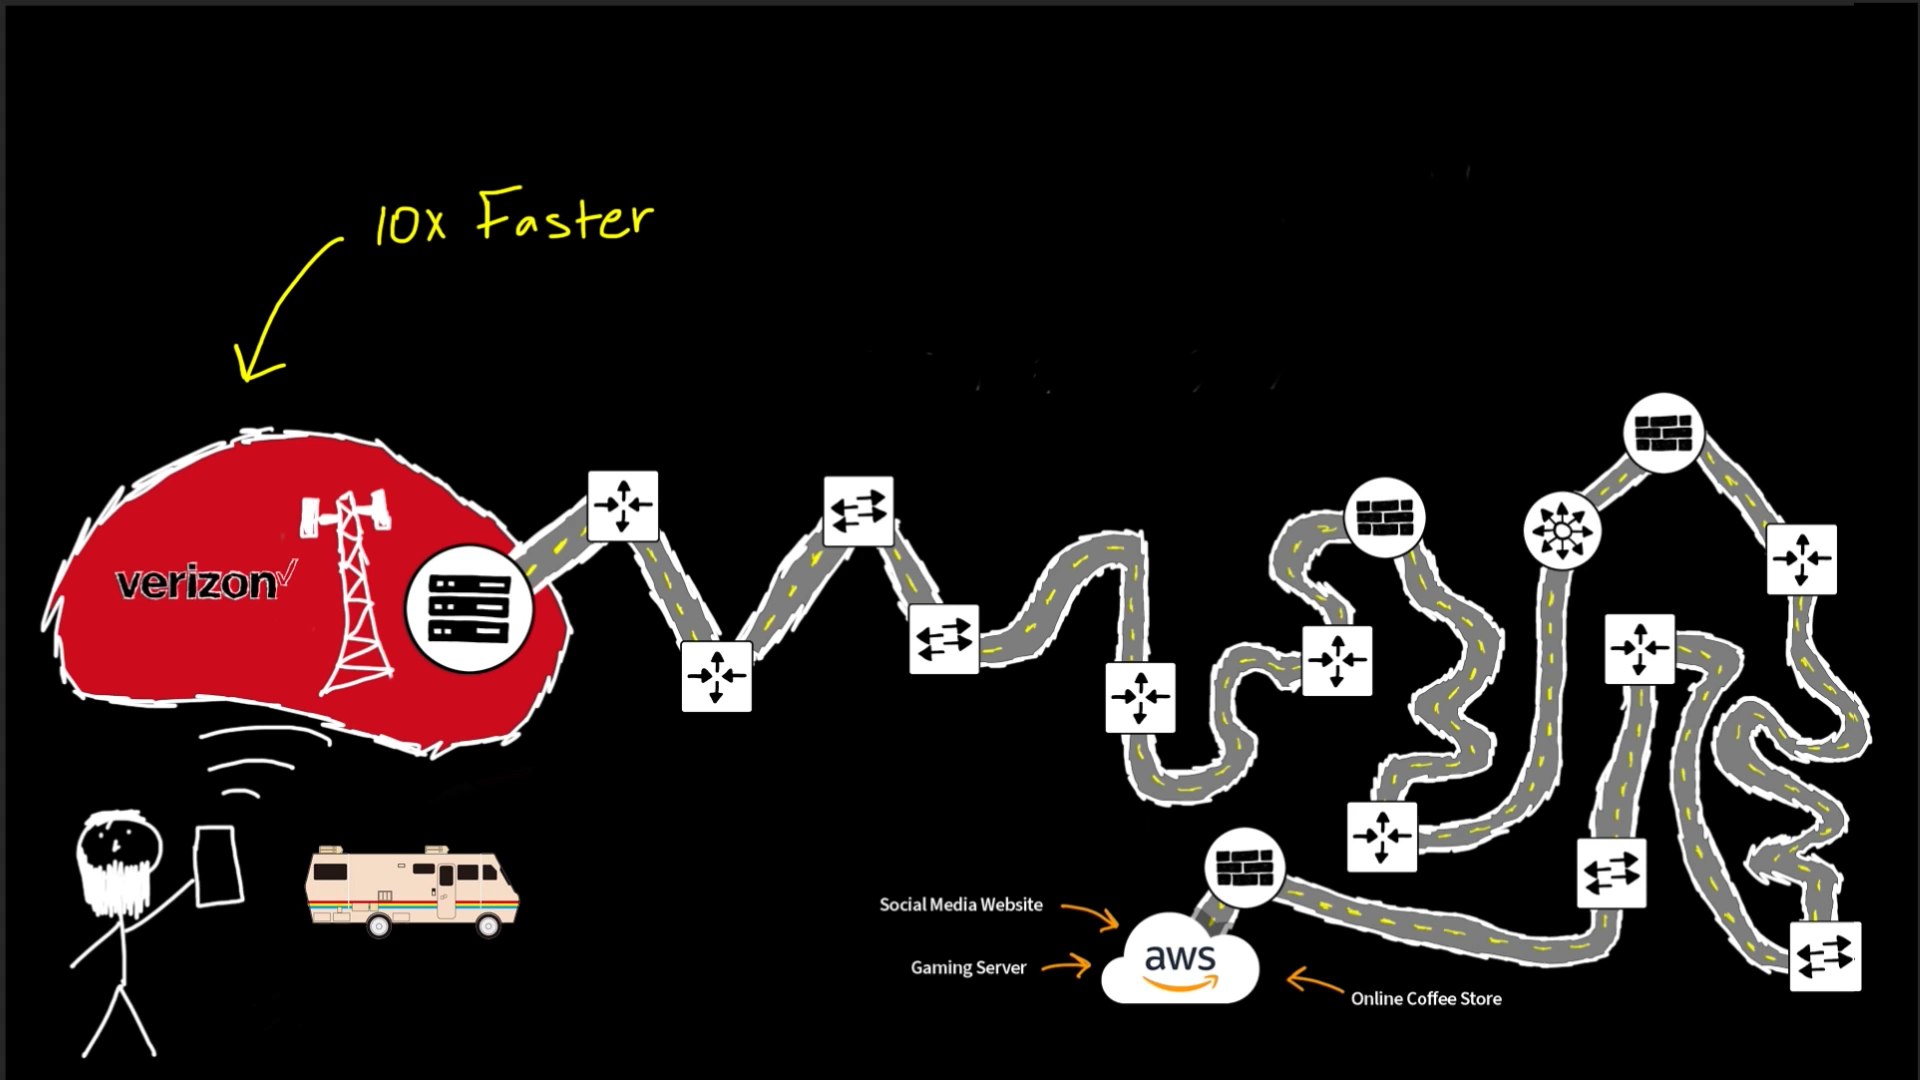 10x Faster
verizon
Social Media Website
aws
Gaming Server
Online Coffee Store